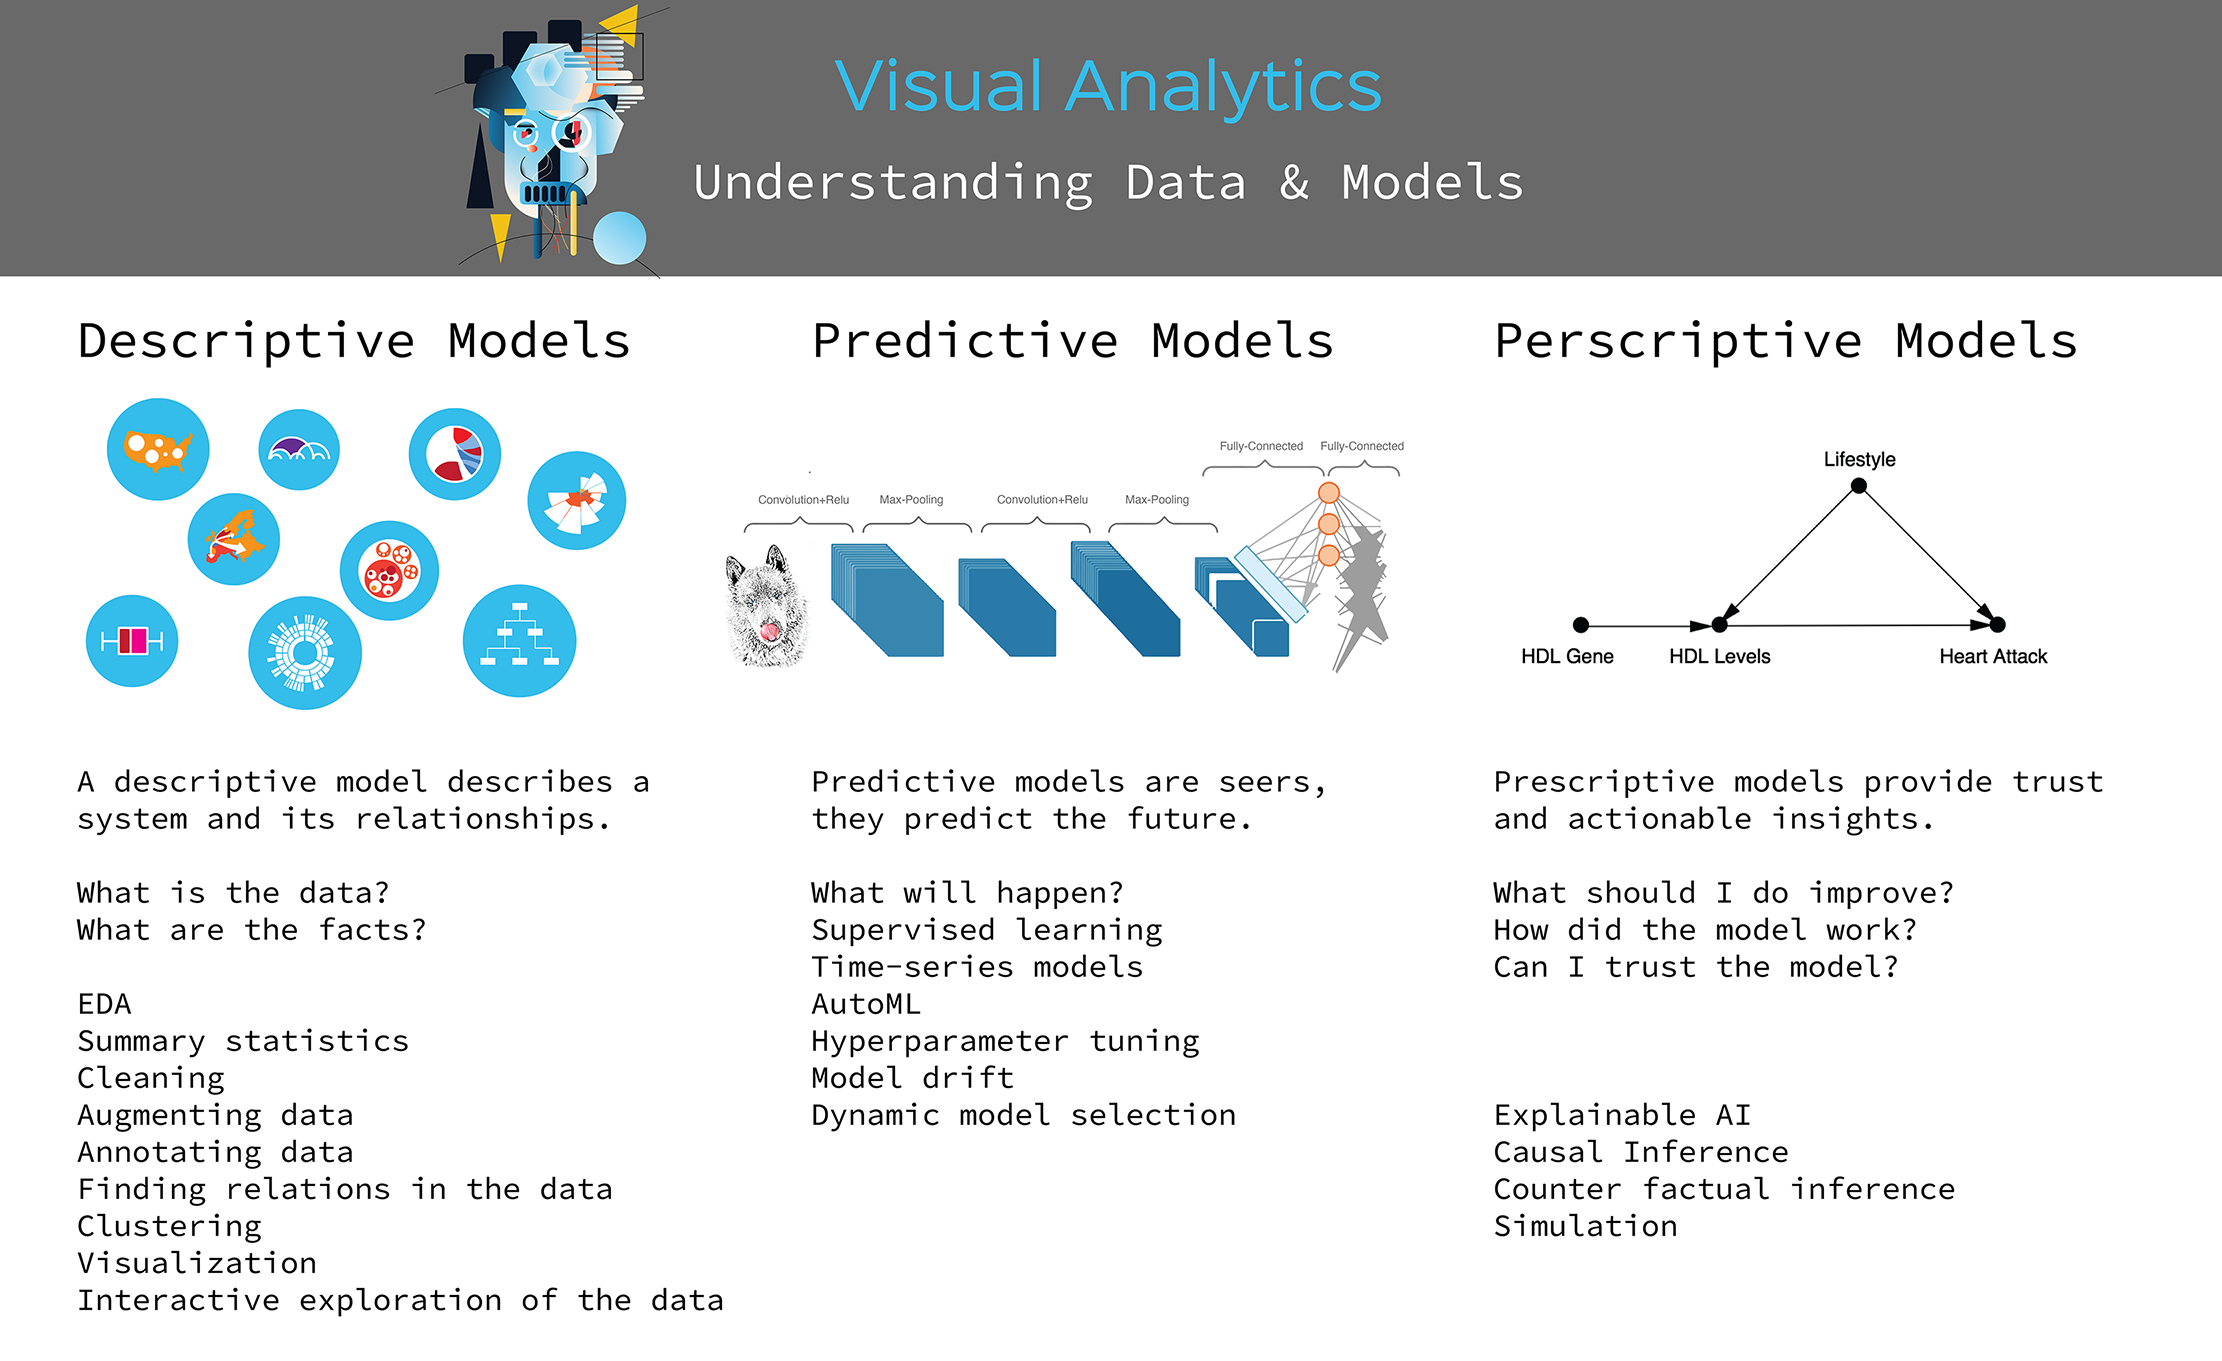 Visual Analytics
Understanding Data & Models
Descriptive Models
A descriptive model describes a
system and its relationships.
What is the data?
What are the facts?
EDA
Summary statistics
Cleaning
Augmenting data
Annotating data
Finding relations in the data
Clustering
Visualization
Interactive exploration of the data
Predictive Models
Convolution+Relu
Max-Pooling
Convolution+Relu
Max-Pooling
Fully-Connected
Fully-Connected
Predictive models are seers,
they predict the future.
What will happen?
Supervised learning
Time-series models
AutoML
Hyperparameter tuning
Model drift
Dynamic model selection
Perscriptive Models
Lifestyle
HDL Gene
HDL Levels
Heart Attack
Prescriptive models provide trust
and actionable insights.
What should I do improve?
How did the model work?
Can I trust the model?
Explainable AI
Causal Inference
Counter factual inference
Simulation